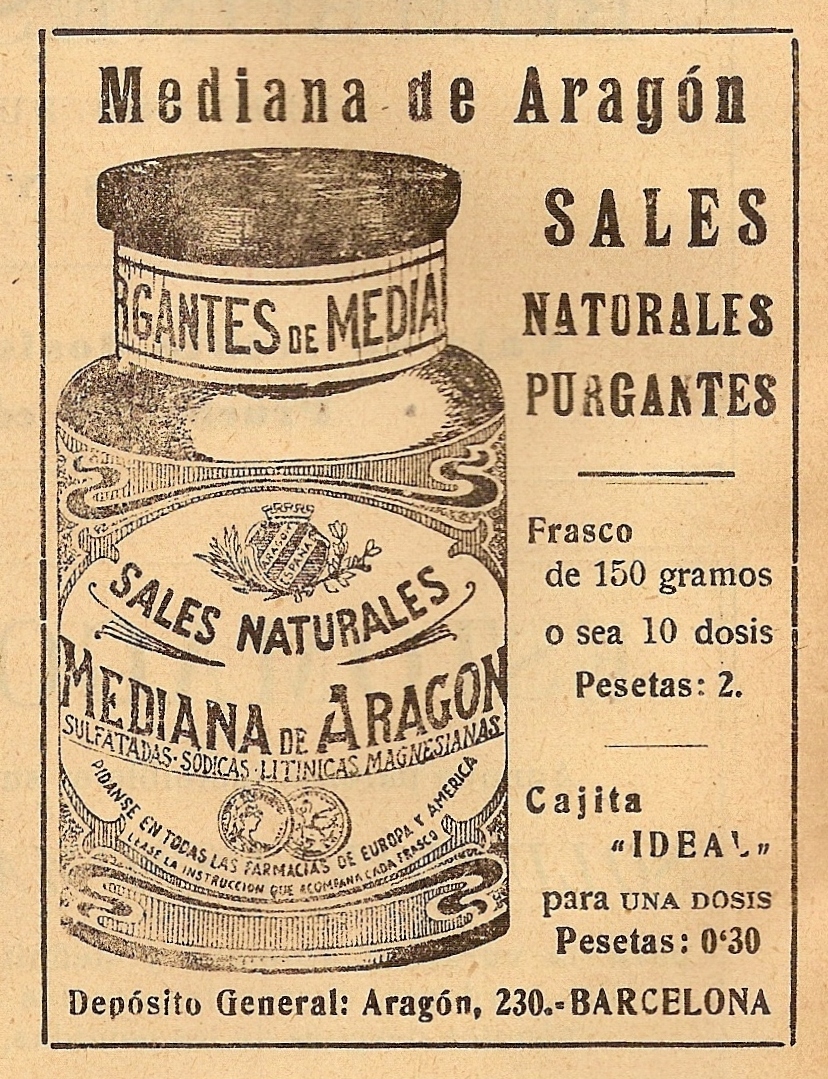 Mediana de Aragón
SALES
NATURALES
PURGANTES
RGANTES DE MEDIA
ARAGON
ESPAÑA
SALES NATURALES
MEDIANA DE ARAGON
SULFATADAS·SODICAS·LITINICAS MAGNESIANAS
PIDANSE EN TODAS LAS FARMACIAS DE EUROPA Y AMERICA
LEASE LA INSTRUCCION QUE ACOMPAÑA CADA FRASCO
Frasco
de 150 gramos
o sea 10 dosis
Pesetas: 2.
Cajita
"IDEAL"
para UNA DOSIS
Pesetas: 0'30
Depósito General: Aragón, 230.-BARCELONA